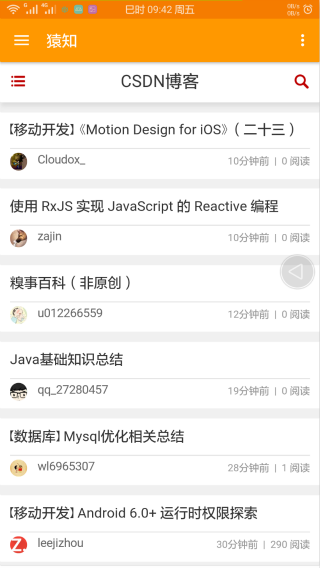 4G 巳时 09:42 周五 0B/s
0B/s
猿知
CSDN博客
【移动开发】《Motion Design for iOS》（二十三）
Cloudox_ 10分钟前 | 0 阅读
使用 RxJS 实现 JavaScript 的 Reactive 编程
zajin 10分钟前 | 0 阅读
糗事百科（非原创）
u012266559 12分钟前 | 0 阅读
Java基础知识总结
qq_27280457 19分钟前 | 0 阅读
【数据库】Mysql优化相关总结
wl6965307 28分钟前 | 1 阅读
【移动开发】Android 6.0+ 运行时权限探索
leejizhou 30分钟前 | 290 阅读